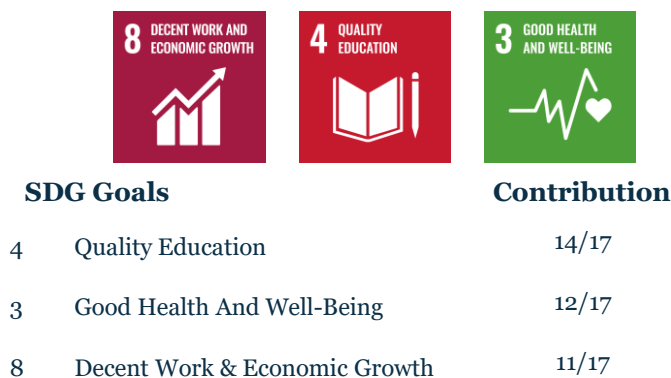 8 DECENT WORK AND
ECONOMIC GROWTH
4 QUALITY
EDUCATION
3 GOOD HEALTH
AND WELL-BEING
SDG Goals Contribution
4 Quality Education 14/17
3 Good Health And Well-Being 12/17
8 Decent Work & Economic Growth 11/17